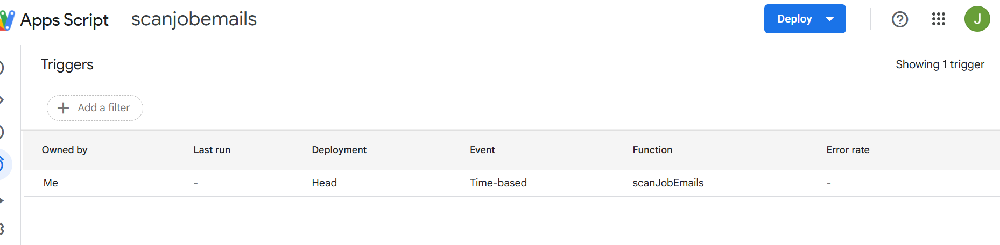 Apps Script scanjobemails Deploy J
Triggers Showing 1 trigger
Add a filter
Owned by Last run Deployment Event Function Error rate
Me - Head Time-based scanJobEmails -